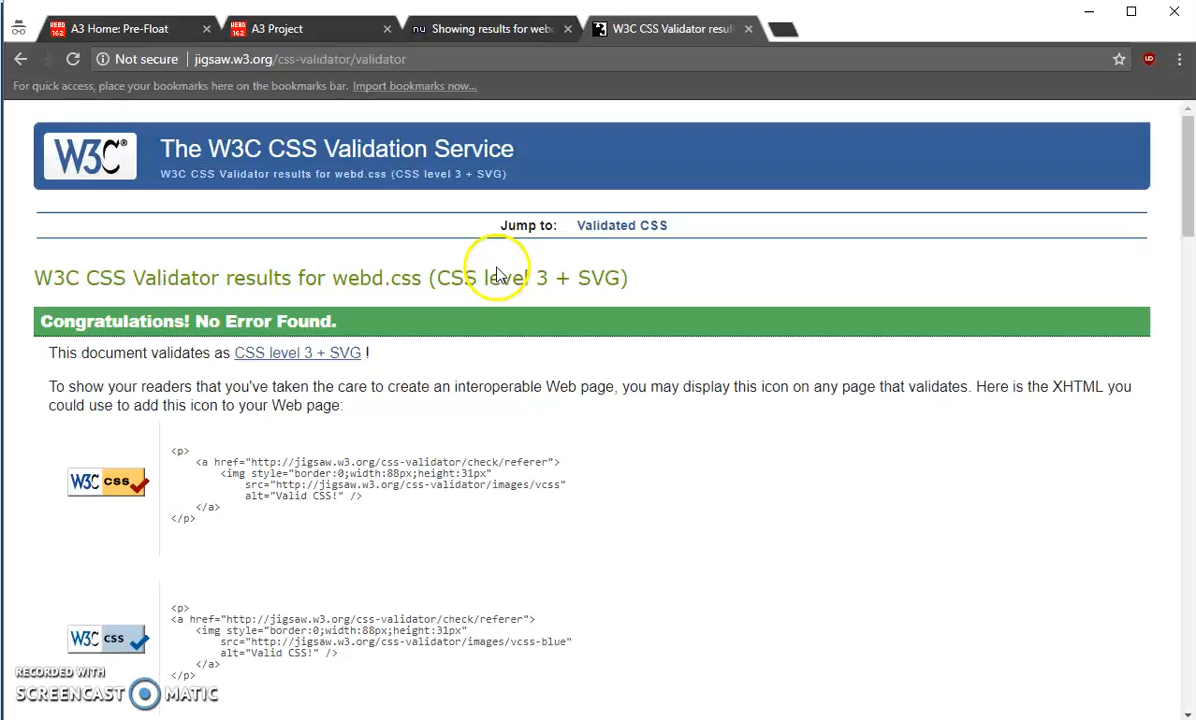 WEBD 162 A3 Home: Pre-Float
WEBD 162 A3 Project
nu Showing results for webd
W3C CSS Validator resul
Not secure jigsaw.w3.org/css-validator/validator
For quick access, place your bookmarks here on the bookmarks bar. Import bookmarks now...
W3C® The W3C CSS Validation Service
W3C CSS Validator results for webd.css (CSS level 3 + SVG)
Jump to: Validated CSS
W3C CSS Validator results for webd.css (CSS level 3 + SVG)
Congratulations! No Error Found.
This document validates as CSS level 3 + SVG !
To show your readers that you've taken the care to create an interoperable Web page, you may display this icon on any page that validates. Here is the XHTML you
could use to add this icon to your Web page:
<p>
<a href="http://jigsaw.w3.org/css-validator/check/referer">
<img style="border:0;width:88px;height:31px"
src="http://jigsaw.w3.org/css-validator/images/vcss"
alt="Valid CSS!" />
</a>
</p>
W3C css
<p>
<a href="http://jigsaw.w3.org/css-validator/check/referer">
<img style="border:0;width:88px;height:31px"
src="http://jigsaw.w3.org/css-validator/images/vcss-blue"
alt="Valid CSS!" />
</a>
</p>
W3C css
RECORDED WITH
SCREENCAST MATIC